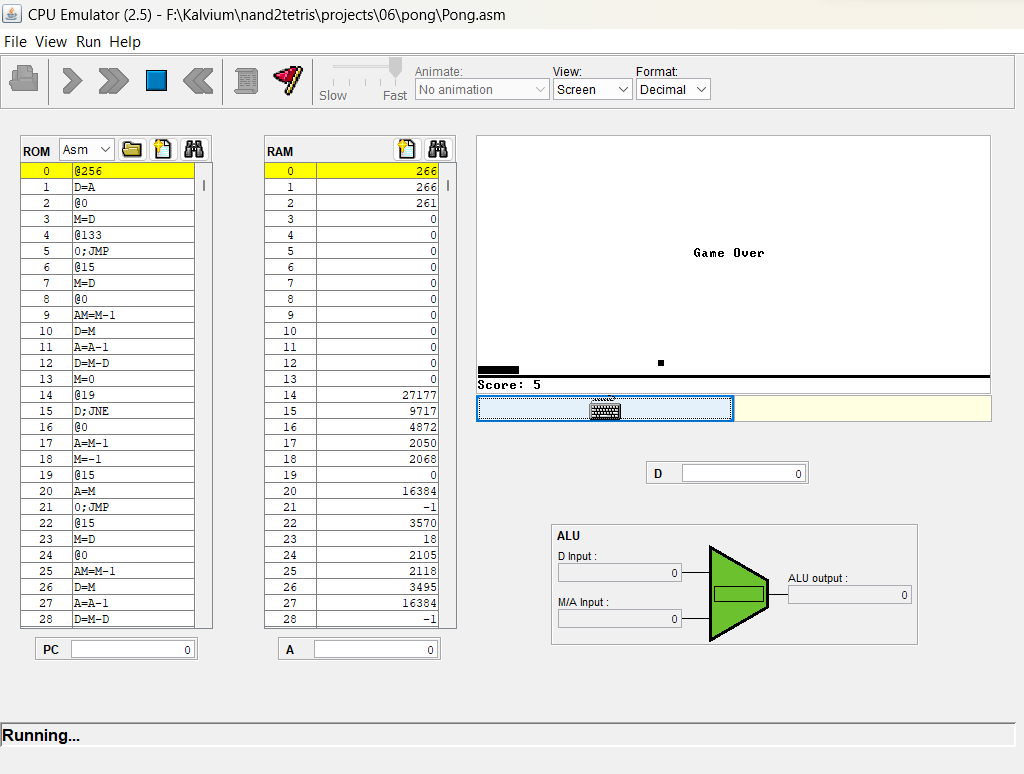 CPU Emulator (2.5) - F:\Kalvium\nand2tetris\projects\06\pong\Pong.asm
File View Run Help
Slow Fast
Animate:
No animation
View:
Screen
Format:
Decimal
ROM Asm
0 @256
1 D=A
2 @0
3 M=D
4 @133
5 0;JMP
6 @15
7 M=D
8 @0
9 AM=M-1
10 D=M
11 A=A-1
12 D=M-D
13 M=0
14 @19
15 D;JNE
16 @0
17 A=M-1
18 M=-1
19 @15
20 A=M
21 0;JMP
22 @15
23 M=D
24 @0
25 AM=M-1
26 D=M
27 A=A-1
28 D=M-D
PC 0
RAM
0 266
1 266
2 261
3 0
4 0
5 0
6 0
7 0
8 0
9 0
10 0
11 0
12 0
13 0
14 27177
15 9717
16 4872
17 2050
18 2068
19 0
20 16384
21 -1
22 3570
23 18
24 2105
25 2118
26 3495
27 16384
28 -1
A 0
Game Over
Score: 5
D 0
ALU
D Input :
0
M/A Input :
0
ALU output :
0
Running...